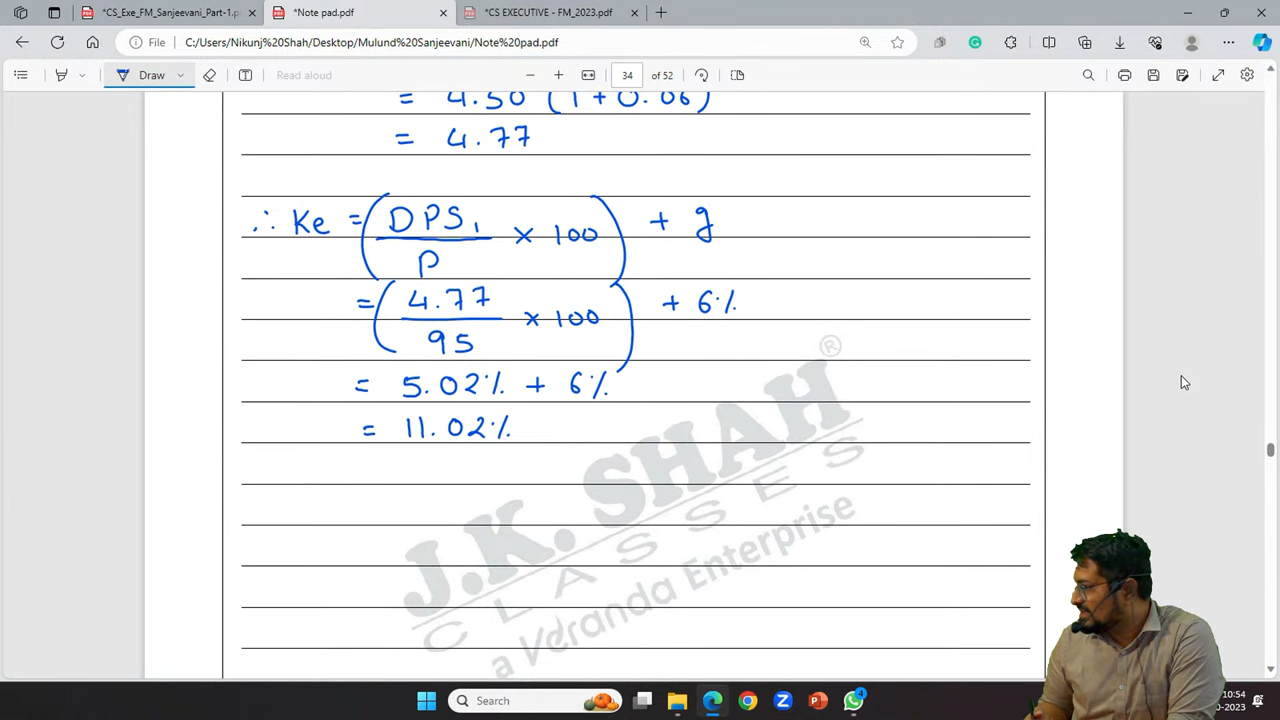 *CS_Exe_FM_Sanjeevani_Part-1.p
*Note pad.pdf
*CS EXECUTIVE - FM_2023.pdf
File
C:/Users/Nikunj%20Shah/Desktop/Mulund%20Sanjeevani/Note%20pad.pdf
Draw
Read aloud
34 of 52
= 4.50 (1+0.06)
= 4.77
∴ Ke = (DPS₁/P × 100) + g
= (4.77/95 × 100) + 6%
= 5.02% + 6%
= 11.02%
J.K. SHAH®
CLASSES
a Veranda Enterprise
Search
4
10:54
-2023